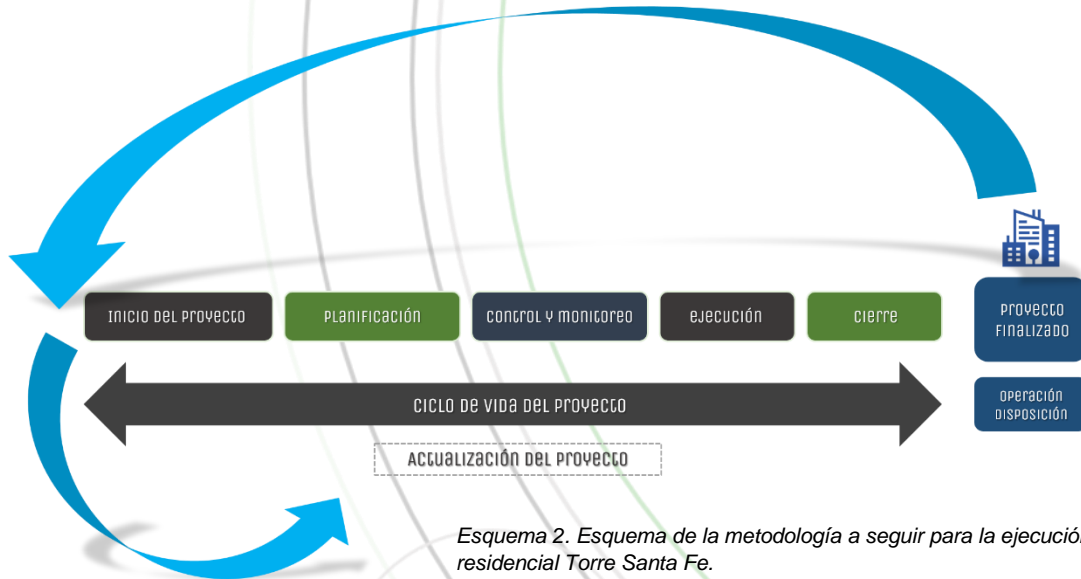 Inicio del proyecto
Planificación
Control y monitoreo
Ejecución
Cierre
Proyecto
Finalizado
Ciclo de vida del proyecto
Operación
Disposición
Actualización del proyecto
Esquema 2. Esquema de la metodología a seguir para la ejecución
residencial Torre Santa Fe.